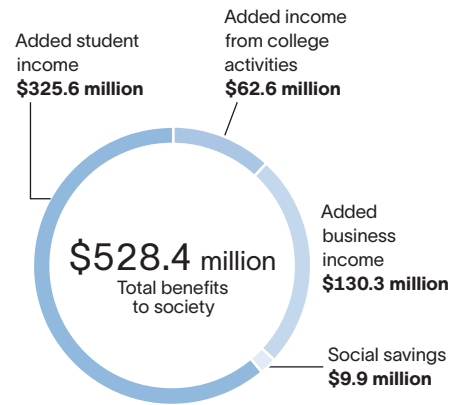 Added student
income
$325.6 million
Added income
from college
activities
$62.6 million
$528.4 million
Total benefits
to society
Added
business
income
$130.3 million
Social savings
$9.9 million